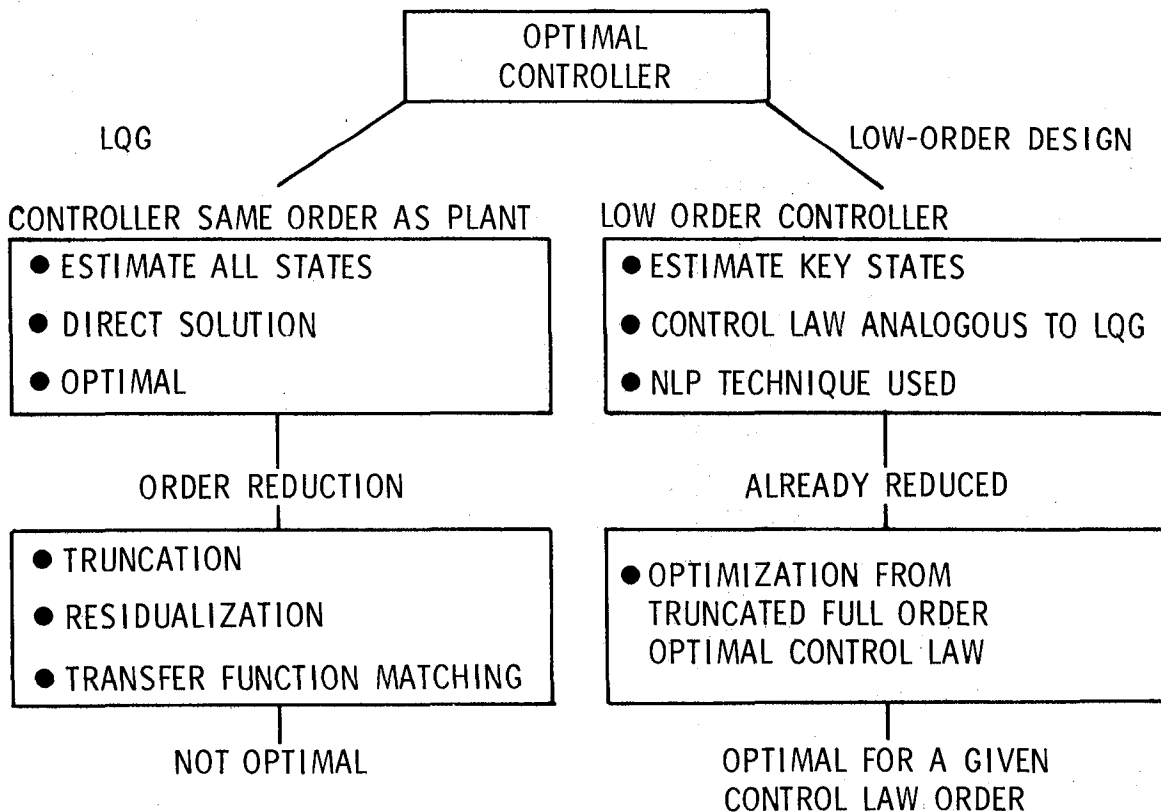 OPTIMAL
CONTROLLER
LQG
LOW-ORDER DESIGN
CONTROLLER SAME ORDER AS PLANT
● ESTIMATE ALL STATES
● DIRECT SOLUTION
● OPTIMAL
ORDER REDUCTION
● TRUNCATION
● RESIDUALIZATION
● TRANSFER FUNCTION MATCHING
NOT OPTIMAL
LOW ORDER CONTROLLER
● ESTIMATE KEY STATES
● CONTROL LAW ANALOGOUS TO LQG
● NLP TECHNIQUE USED
ALREADY REDUCED
● OPTIMIZATION FROM
TRUNCATED FULL ORDER
OPTIMAL CONTROL LAW
OPTIMAL FOR A GIVEN
CONTROL LAW ORDER